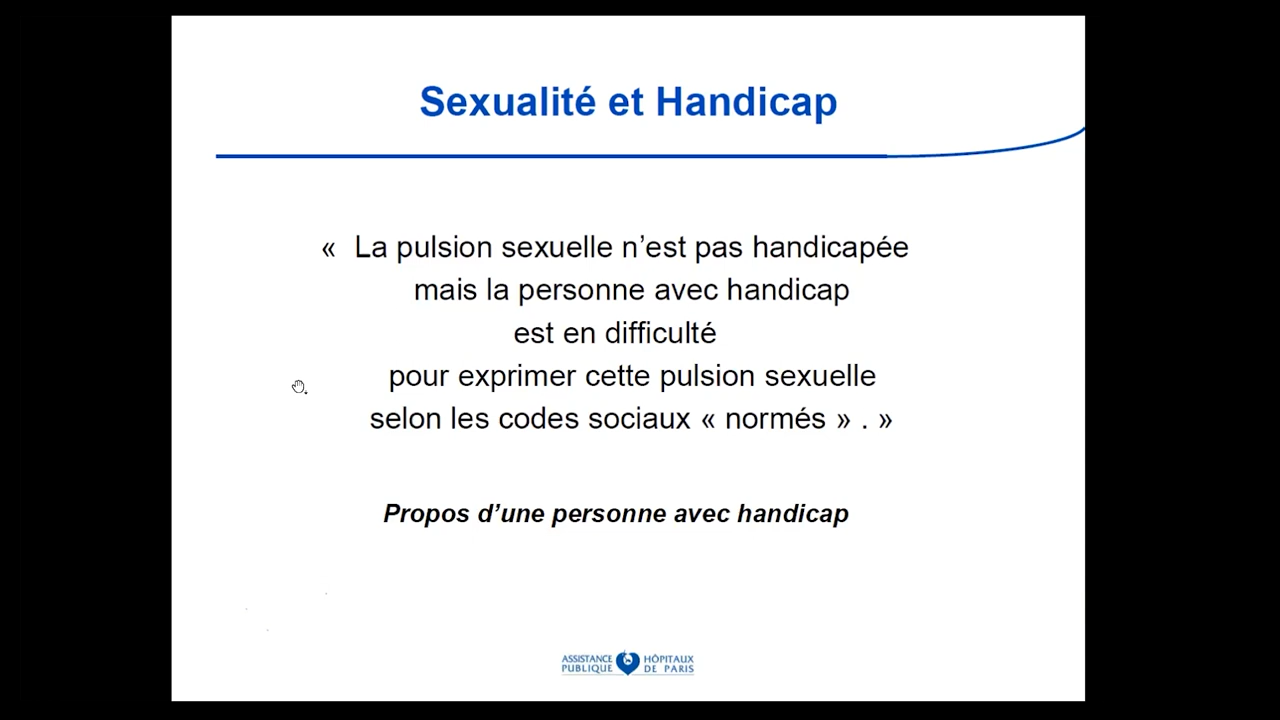 Sexualité et Handicap
« La pulsion sexuelle n’est pas handicapée
mais la personne avec handicap
est en difficulté
pour exprimer cette pulsion sexuelle
selon les codes sociaux « normés » . »
Propos d’une personne avec handicap
ASSISTANCE PUBLIQUE
HÔPITAUX DE PARIS